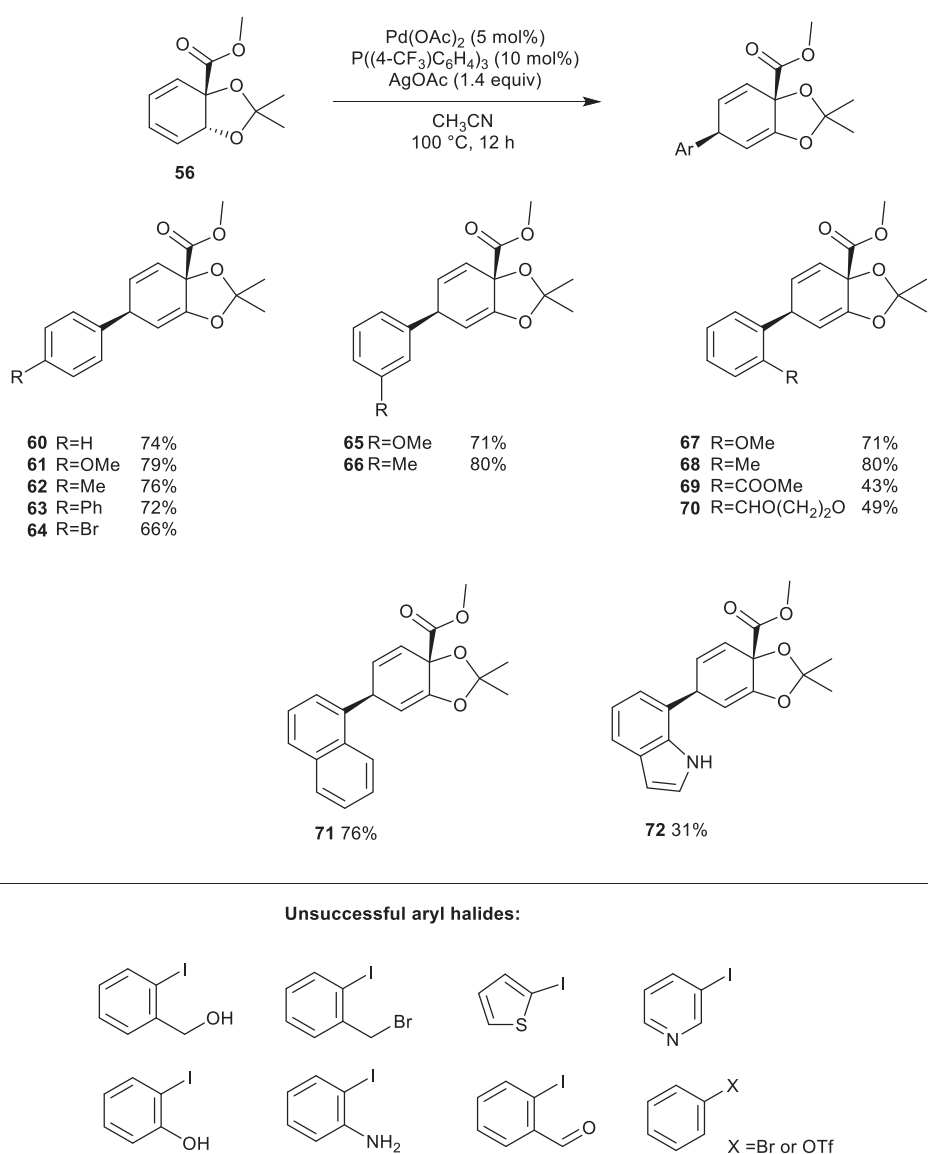 Pd(OAc)2 (5 mol%)
P((4-CF3)C6H4)3 (10 mol%)
AgOAc (1.4 equiv)
CH3CN
100 °C, 12 h
O
O
O
O
56
O
O
O
O
Ar
O
O
O
O
R
O
O
O
O
R
O
O
O
O
R
60 R=H 74%
61 R=OMe 79%
62 R=Me 76%
63 R=Ph 72%
64 R=Br 66%
65 R=OMe 71%
66 R=Me 80%
67 R=OMe 71%
68 R=Me 80%
69 R=COOMe 43%
70 R=CHO(CH2)2O 49%
O
O
O
O
71 76%
O
O
O
O
NH
72 31%
Unsuccessful aryl halides:
I
OH
I
Br
I
S
I
N
I
OH
I
NH2
I
O
X
X =Br or OTf